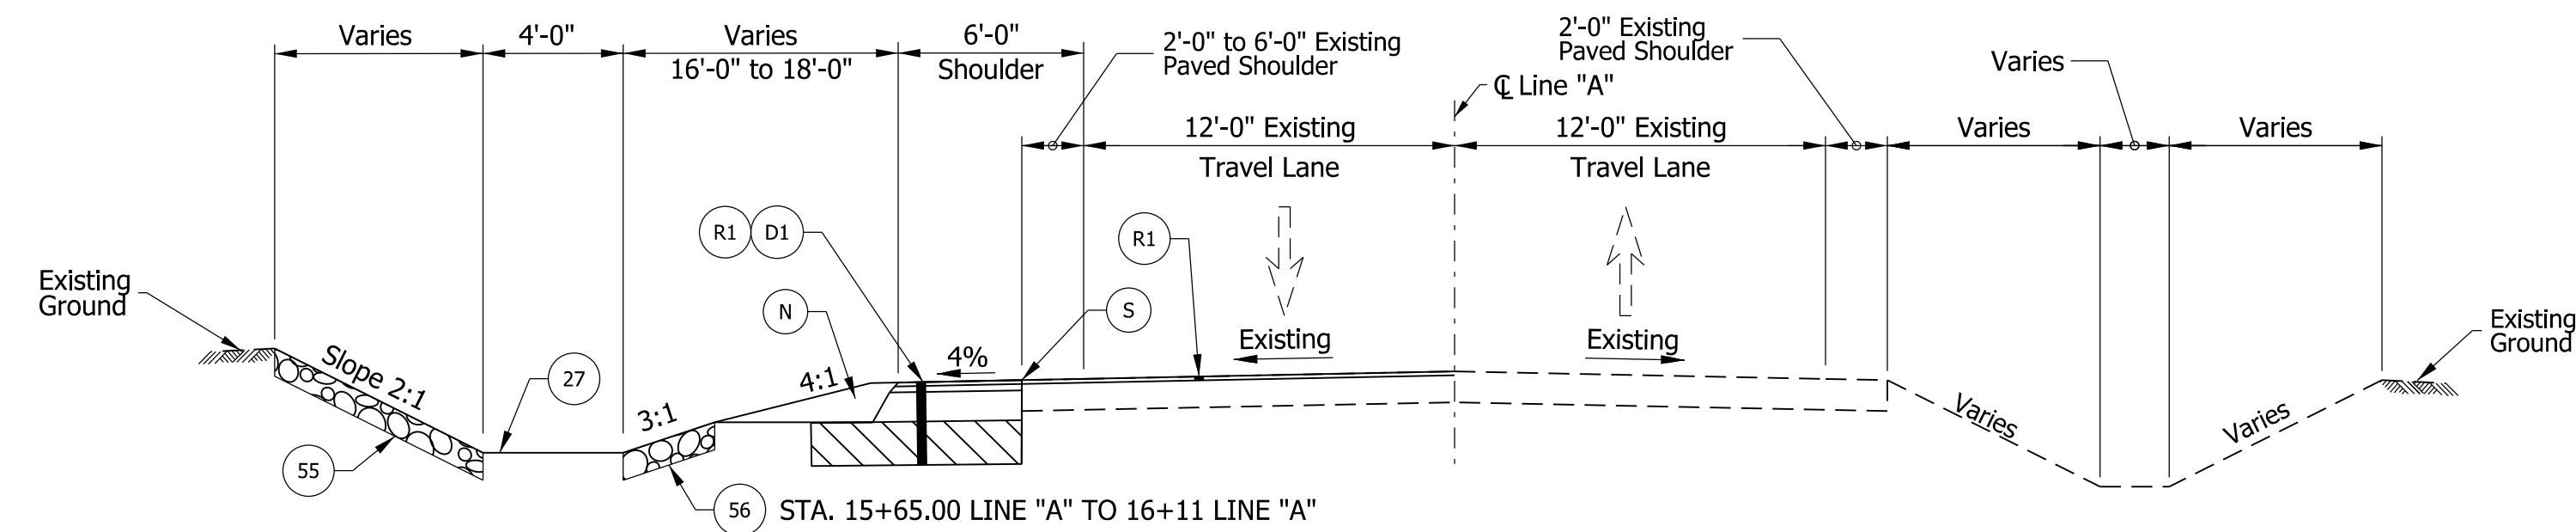 Varies
4'-0"
Varies
16'-0" to 18'-0"
6'-0"
Shoulder
2'-0" to 6'-0" Existing
Paved Shoulder
℄ Line "A"
2'-0" Existing
Paved Shoulder
Varies
12'-0" Existing
Travel Lane
12'-0" Existing
Travel Lane
Varies
Varies
R1
D1
R1
Existing
Ground
N
S
Existing
Existing
Existing
Ground
Slope 2:1
27
3:1
4:1
4%
Varies
Varies
55
56
STA. 15+65.00 LINE "A" TO 16+11 LINE "A"